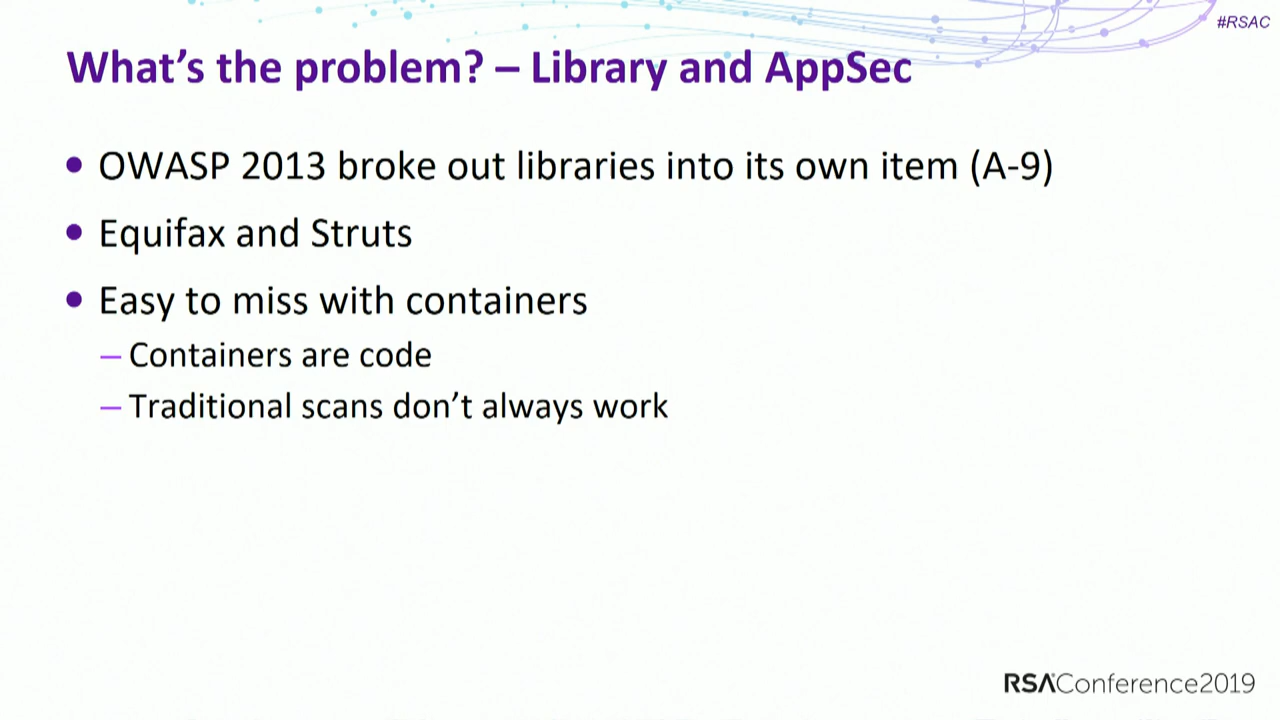 #RSAC
What's the problem? – Library and AppSec
• OWASP 2013 broke out libraries into its own item (A-9)
• Equifax and Struts
• Easy to miss with containers
– Containers are code
– Traditional scans don't always work
RSAConference2019